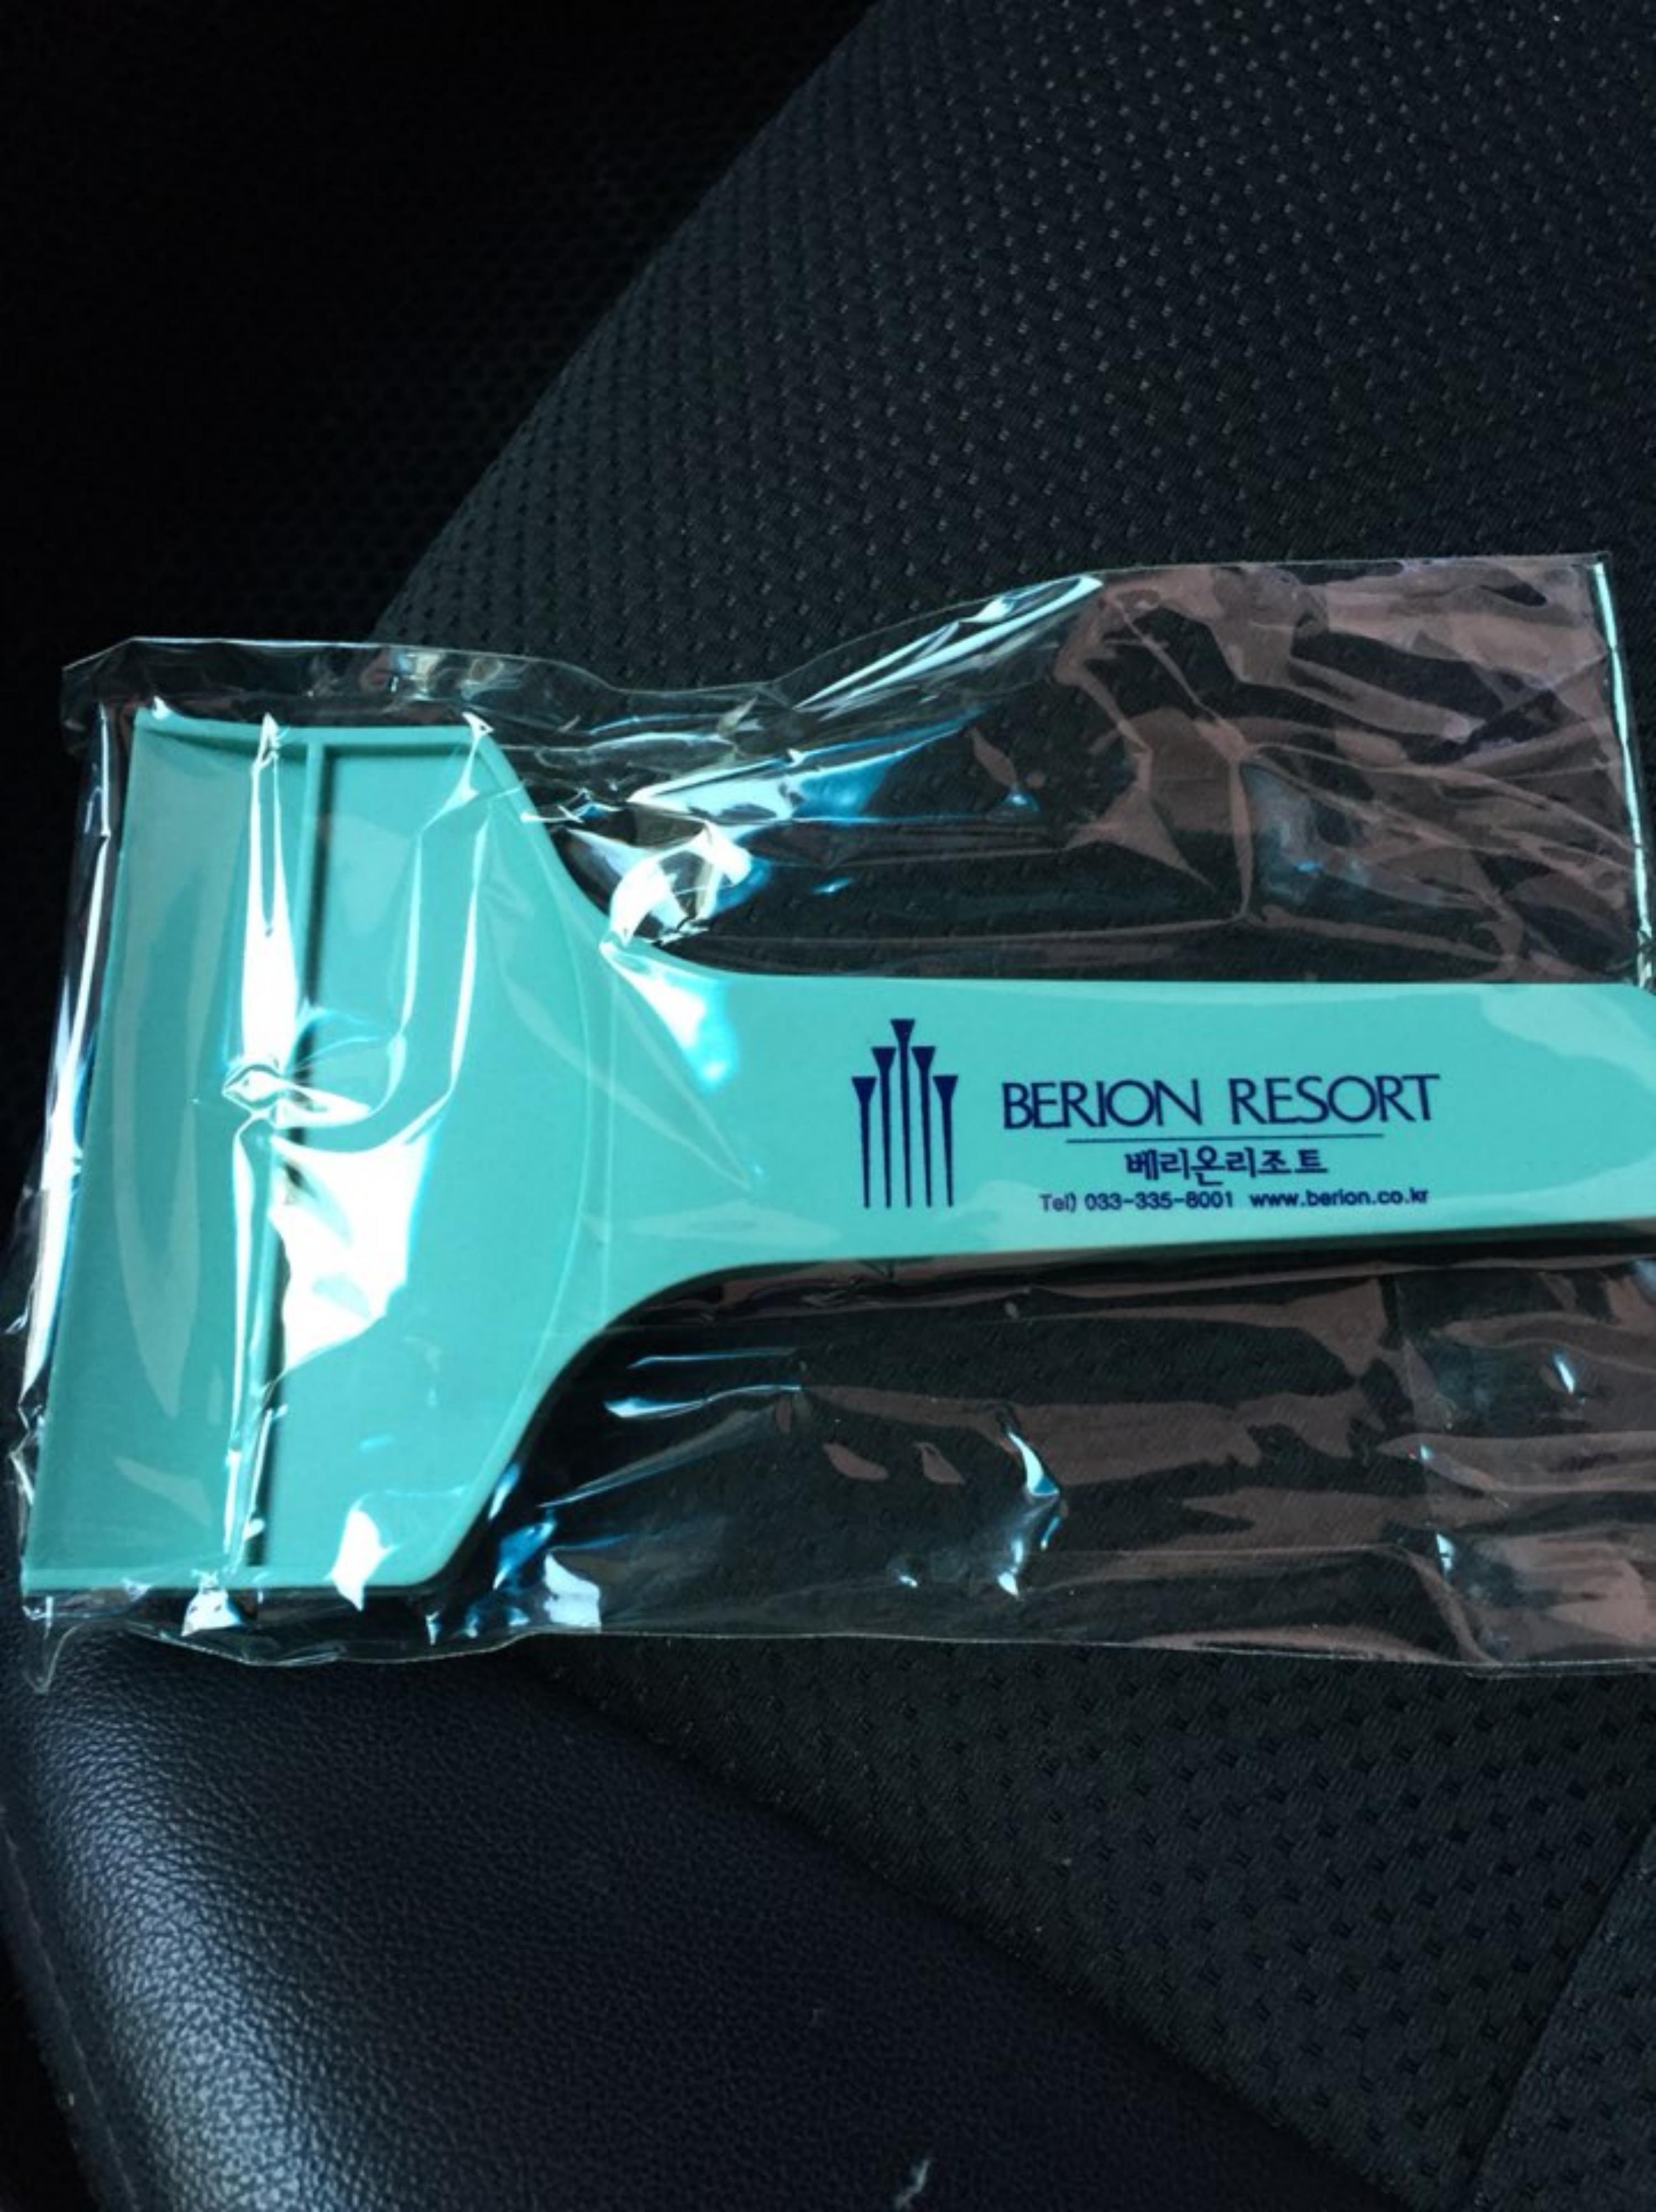 BERION RESORT
베리온리조트
Tel) 033-335-8001 www.berion.co.kr